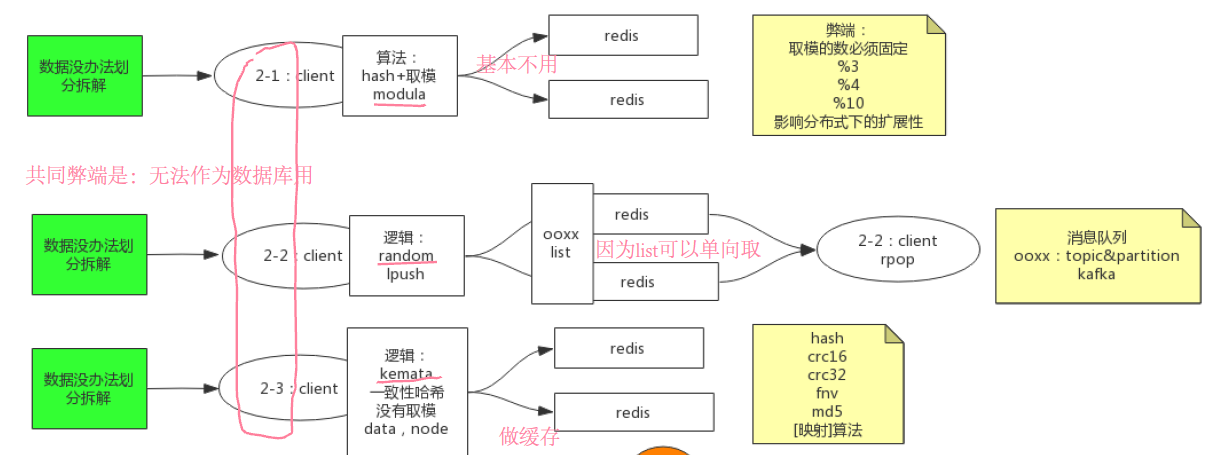 数据没办法划
分拆解
2-1：client
算法：
hash+取模
modula
基本不用
redis
redis
弊端：
取模的数必须固定
%3
%4
%10
影响分布式下的扩展性
共同弊端是：无法作为数据库用
数据没办法划
分拆解
2-2：client
逻辑：
random
lpush
ooxx
list
redis
因为list可以单向取
redis
2-2：client
rpop
消息队列
ooxx：topic&partition
kafka
数据没办法划
分拆解
2-3：client
逻辑：
kemata
一致性哈希
没有取模
data，node
做缓存
redis
redis
hash
crc16
crc32
fnv
md5
[映射]算法